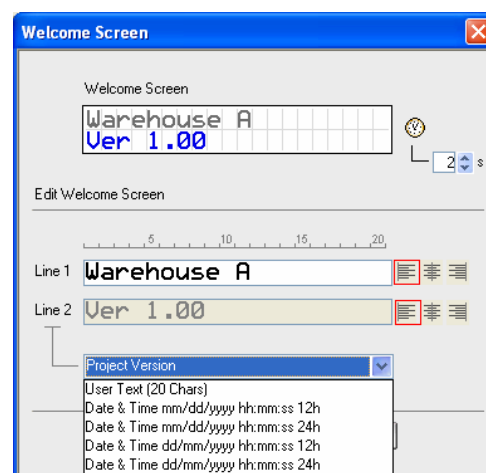 Welcome Screen
Welcome Screen
Warehouse A
Ver 1.00
2 s
Edit Welcome Screen
5 10 15 20
Line 1 Warehouse A
Line 2 Ver 1.00
Project Version
User Text (20 Chars)
Date & Time mm/dd/yyyy hh:mm:ss 12h
Date & Time mm/dd/yyyy hh:mm:ss 24h
Date & Time dd/mm/yyyy hh:mm:ss 12h
Date & Time dd/mm/yyyy hh:mm:ss 24h